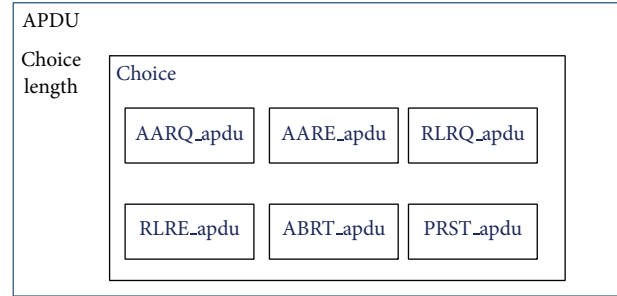 APDU
Choice
length
Choice
AARQ_apdu AARE_apdu RLRQ_apdu
RLRE_apdu ABRT_apdu PRST_apdu